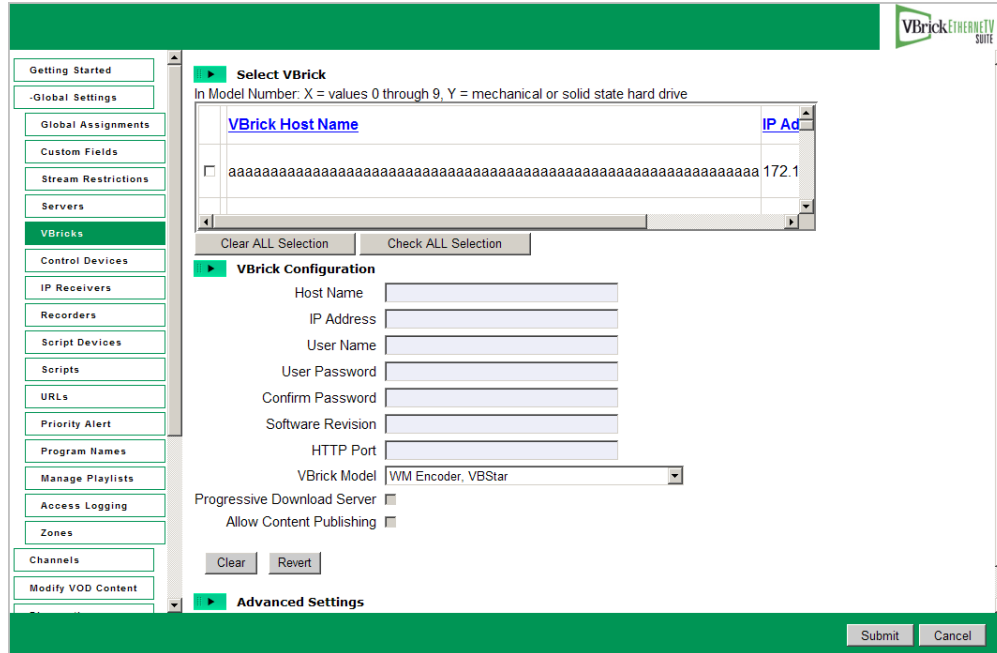 VBrick ETHERNETV
SUITE
Getting Started
-Global Settings
Global Assignments
Custom Fields
Stream Restrictions
Servers
VBricks
Control Devices
IP Receivers
Recorders
Script Devices
Scripts
URLs
Priority Alert
Program Names
Manage Playlists
Access Logging
Zones
Channels
Modify VOD Content
Select VBrick
In Model Number: X = values 0 through 9, Y = mechanical or solid state hard drive
VBrick Host Name IP Ad
aaaaaaaaaaaaaaaaaaaaaaaaaaaaaaaaaaaaaaaaaaaaaaaaaaaaaaaaaaaaaaa 172.1
Clear ALL Selection Check ALL Selection
VBrick Configuration
Host Name
IP Address
User Name
User Password
Confirm Password
Software Revision
HTTP Port
VBrick Model WM Encoder, VBStar
Progressive Download Server
Allow Content Publishing
Clear Revert
Advanced Settings
Submit Cancel